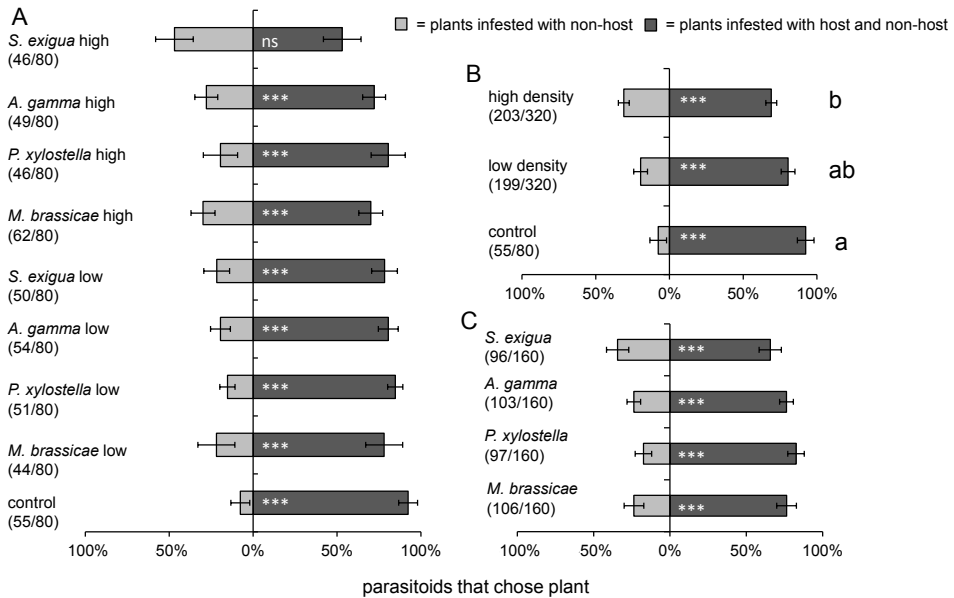 A
= plants infested with non-host = plants infested with host and non-host
S. exigua high
(46/80)
ns
A. gamma high
(49/80)
***
P. xylostella high
(46/80)
***
M. brassicae high
(62/80)
***
S. exigua low
(50/80)
***
A. gamma low
(54/80)
***
P. xylostella low
(51/80)
***
M. brassicae low
(44/80)
***
control
(55/80)
***
100% 50% 0% 50% 100%
B
high density
(203/320)
*** b
low density
(199/320)
*** ab
control
(55/80)
*** a
100% 50% 0% 50% 100%
C
S. exigua
(96/160)
***
A. gamma
(103/160)
***
P. xylostella
(97/160)
***
M. brassicae
(106/160)
***
100% 50% 0% 50% 100%
parasitoids that chose plant